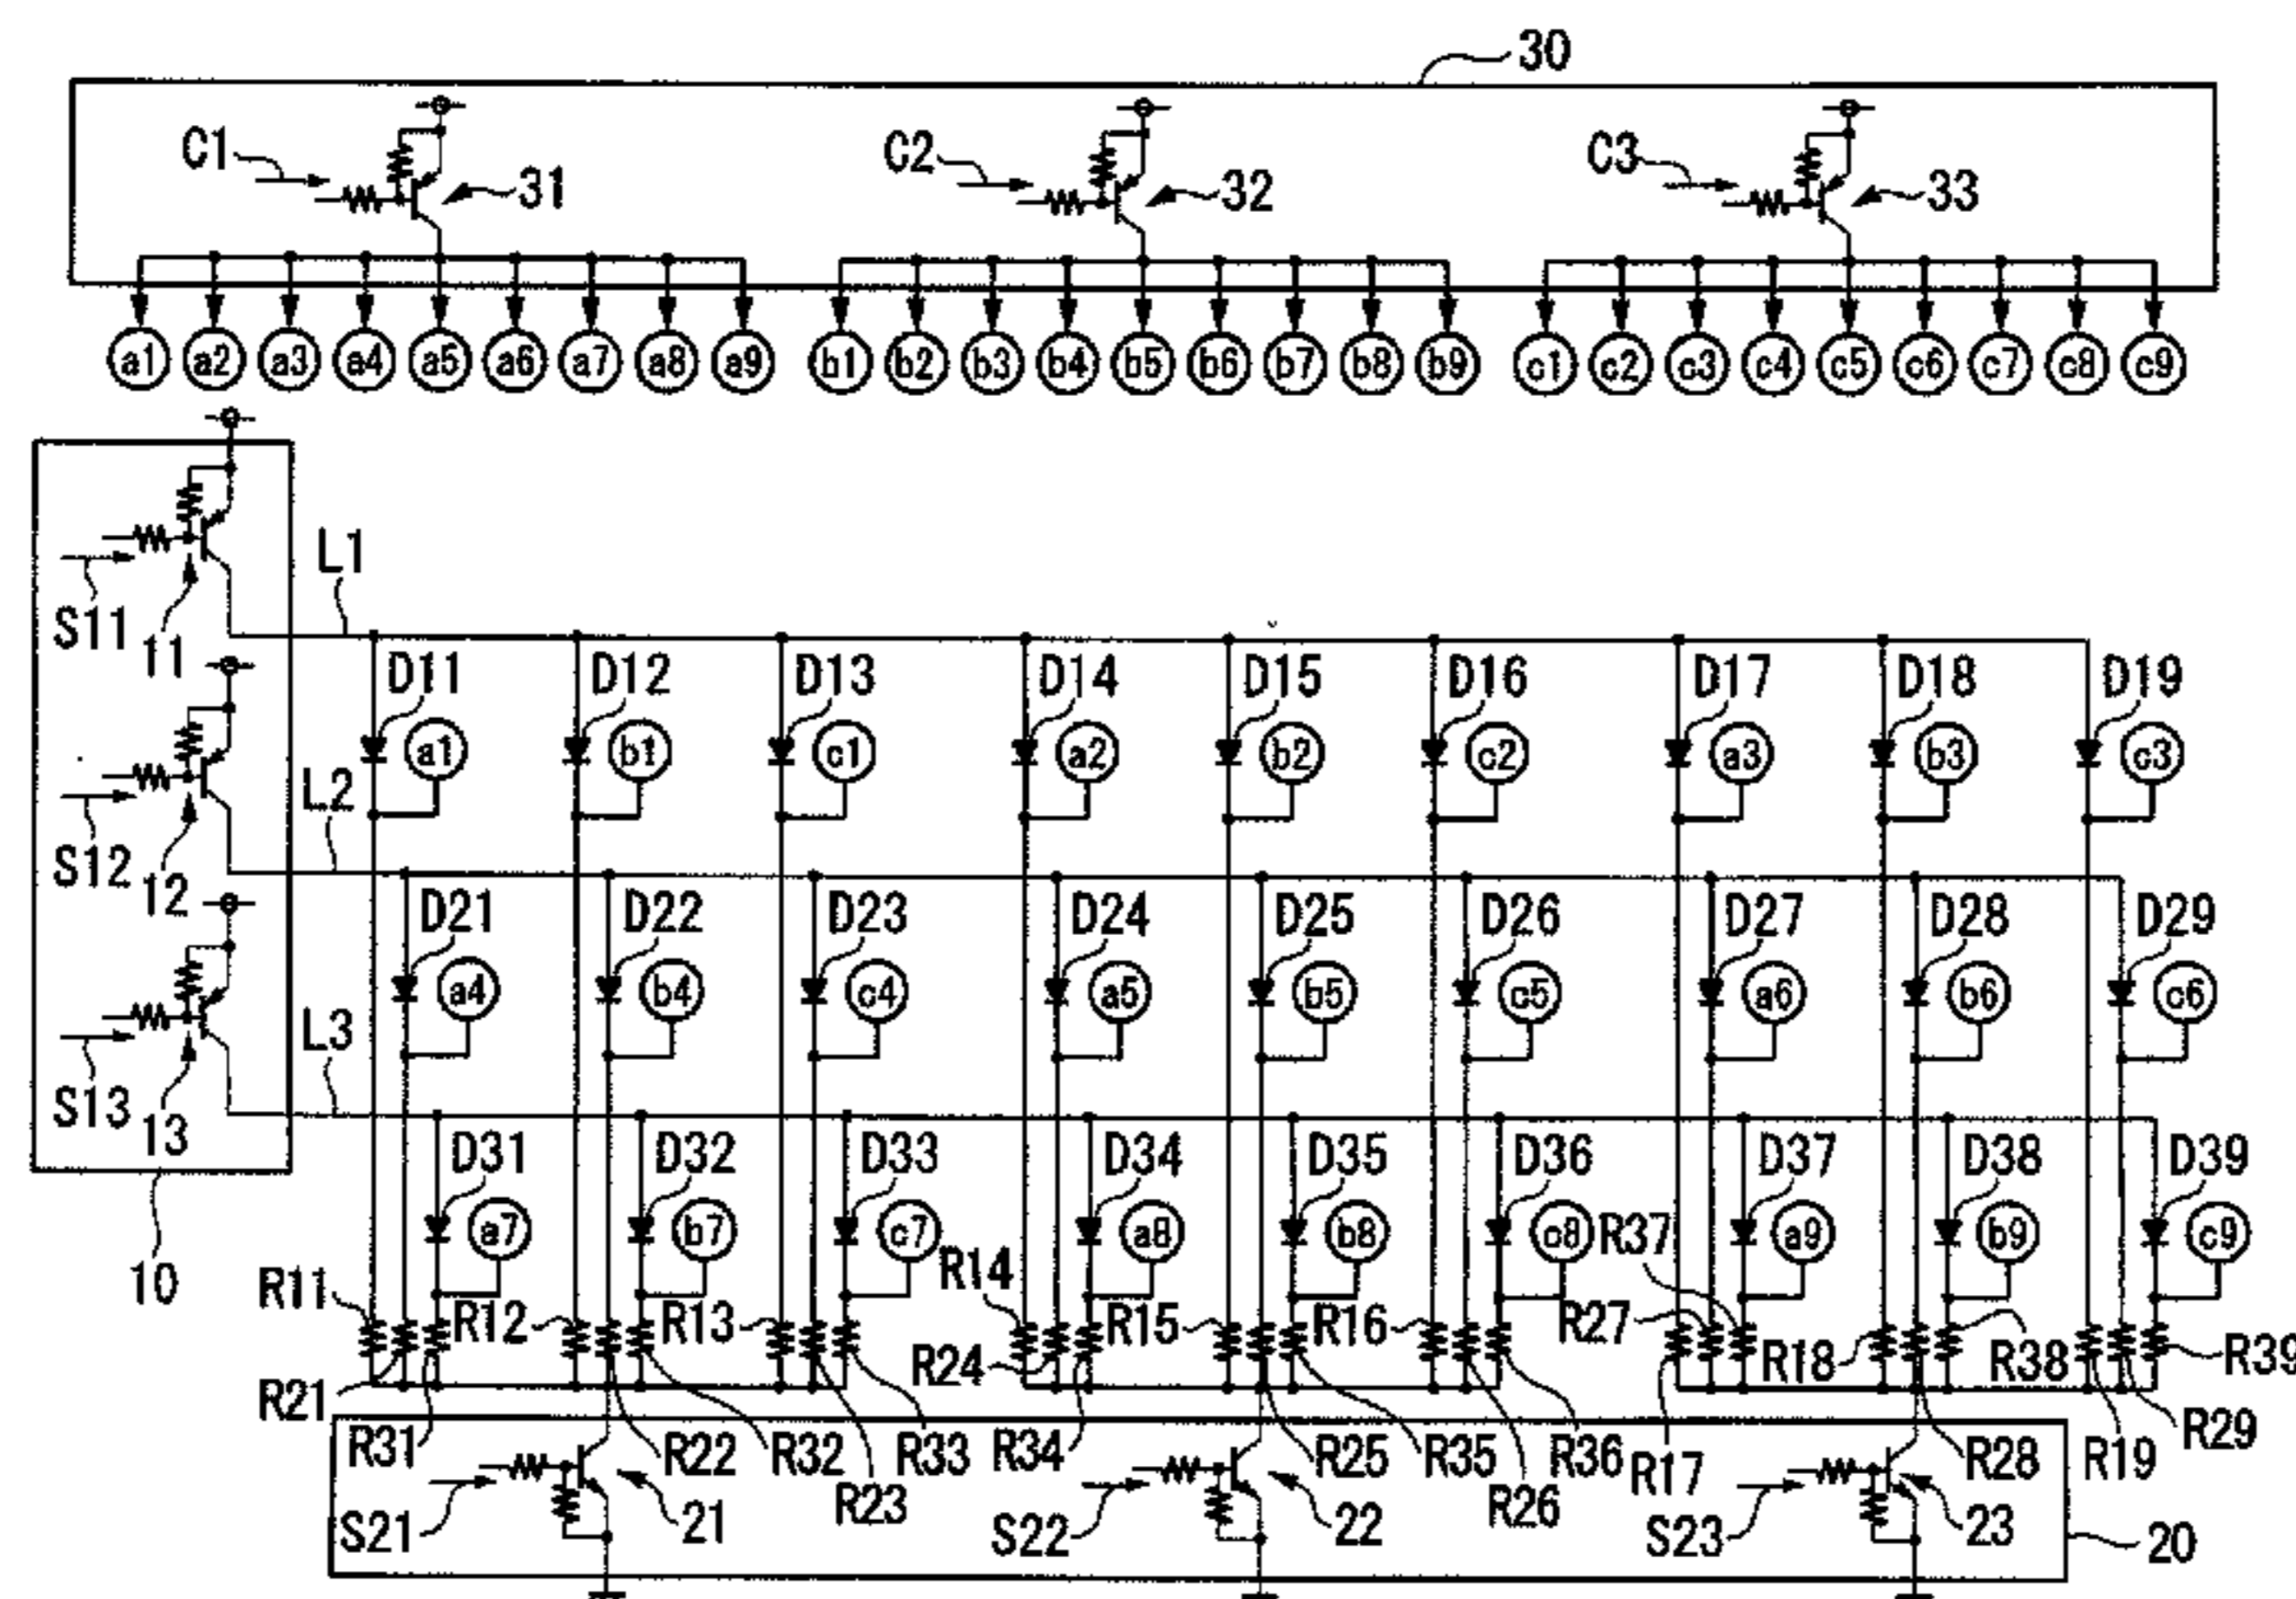 30
C1 31 C2 32 C3 33
a1 a2 a3 a4 a5 a6 a7 a8 a9 b1 b2 b3 b4 b5 b6 b7 b8 b9 c1 c2 c3 c4 c5 c6 c7 c8 c9
L1
S11 11
D11 D12 D13 D14 D15 D16 D17 D18 D19
a1 b1 c1 a2 b2 c2 a3 b3 c3
L2
S12 12
D21 D22 D23 D24 D25 D26 D27 D28 D29
a4 b4 c4 a5 b5 c5 a6 b6 c6
L3
S13 13
D31 D32 D33 D34 D35 D36 D37 D38 D39
a7 b7 c7 a8 b8 c8 R37 a9 b9 c9
10
R11 R12 R13 R14 R15 R16 R27 R18 R38 R39
R21 R24
R31 R22 R32 R23 R33 R34 R25 R35 R26 R36 R17 R28 R19 R29
S21 21 S22 22 S23 23 20